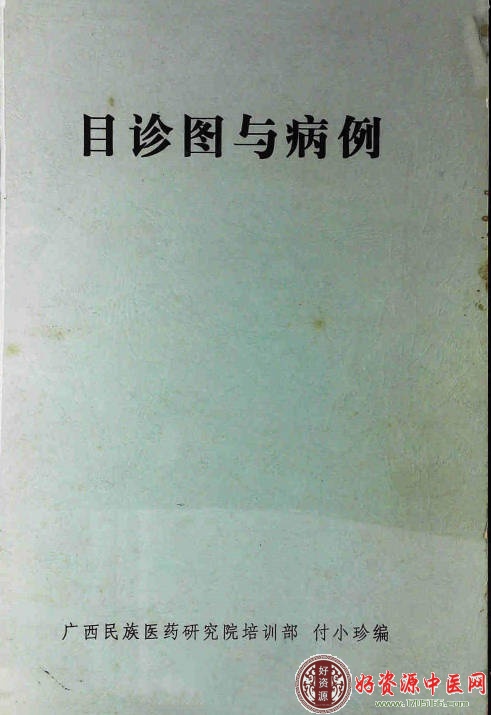 目诊图与病例
广西民族医药研究院培训部 付小珍编
好资源
好资源中医网